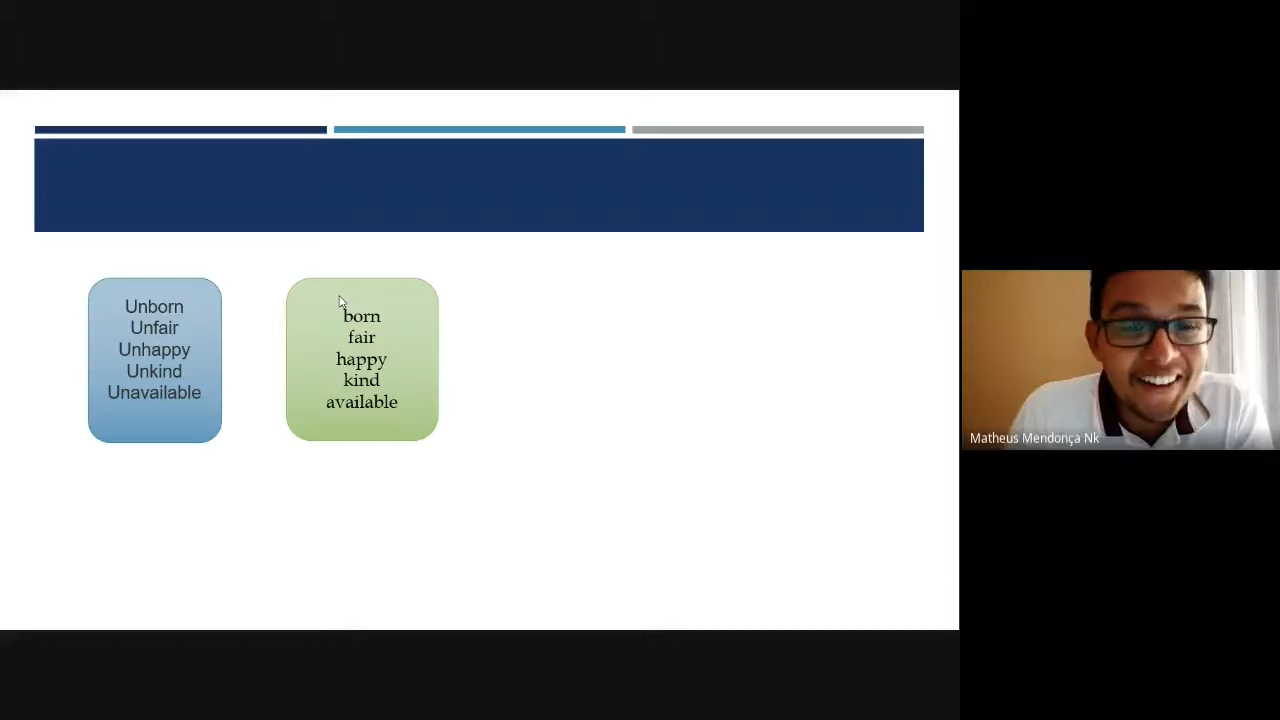 Unborn
Unfair
Unhappy
Unkind
Unavailable
born
fair
happy
kind
available
Matheus Mendonça Nk